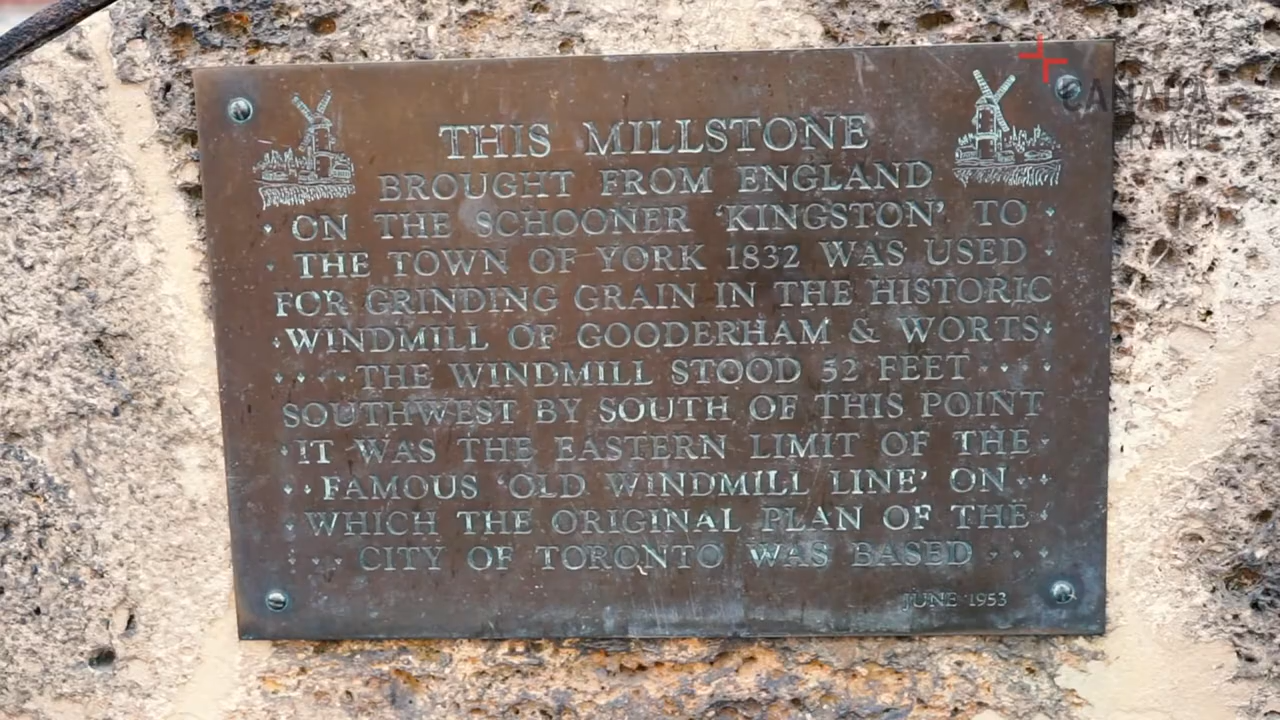 THIS MILLSTONE
BROUGHT FROM ENGLAND
ON THE SCHOONER 'KINGSTON' TO
THE TOWN OF YORK 1832 WAS USED
FOR GRINDING GRAIN IN THE HISTORIC
WINDMILL OF GOODERHAM & WORTS
THE WINDMILL STOOD 52 FEET
SOUTHWEST BY SOUTH OF THIS POINT
IT WAS THE EASTERN LIMIT OF THE
FAMOUS 'OLD WINDMILL LINE' ON
WHICH THE ORIGINAL PLAN OF THE
CITY OF TORONTO WAS BASED
JUNE 1953
CANADA